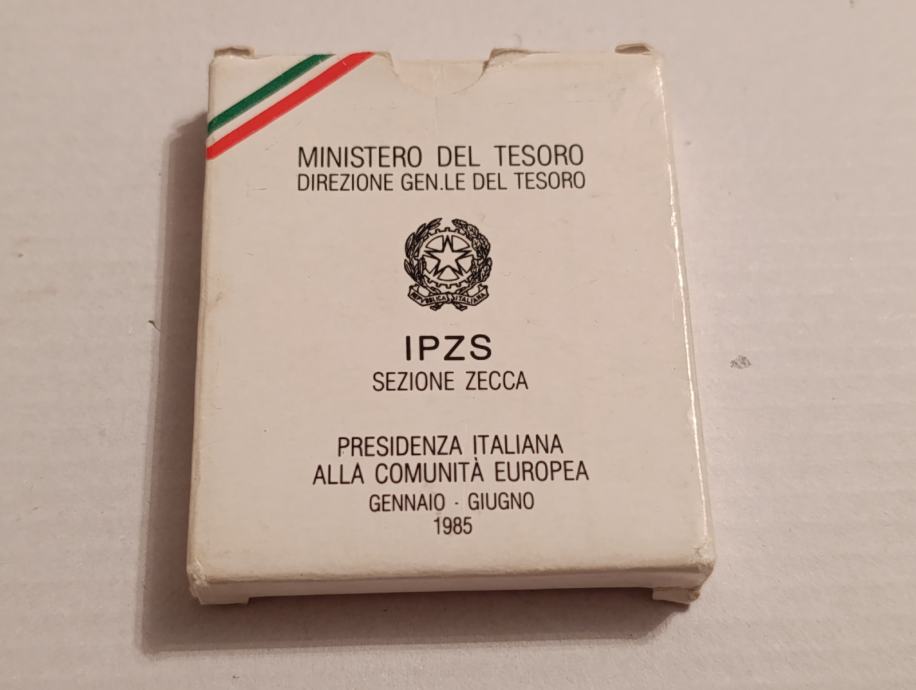 MINISTERO DEL TESORO
DIREZIONE GEN.LE DEL TESORO
REPVBBLICA ITALIANA
IPZS
SEZIONE ZECCA
PRESIDENZA ITALIANA
ALLA COMUNITÀ EUROPEA
GENNAIO - GIUGNO
1985